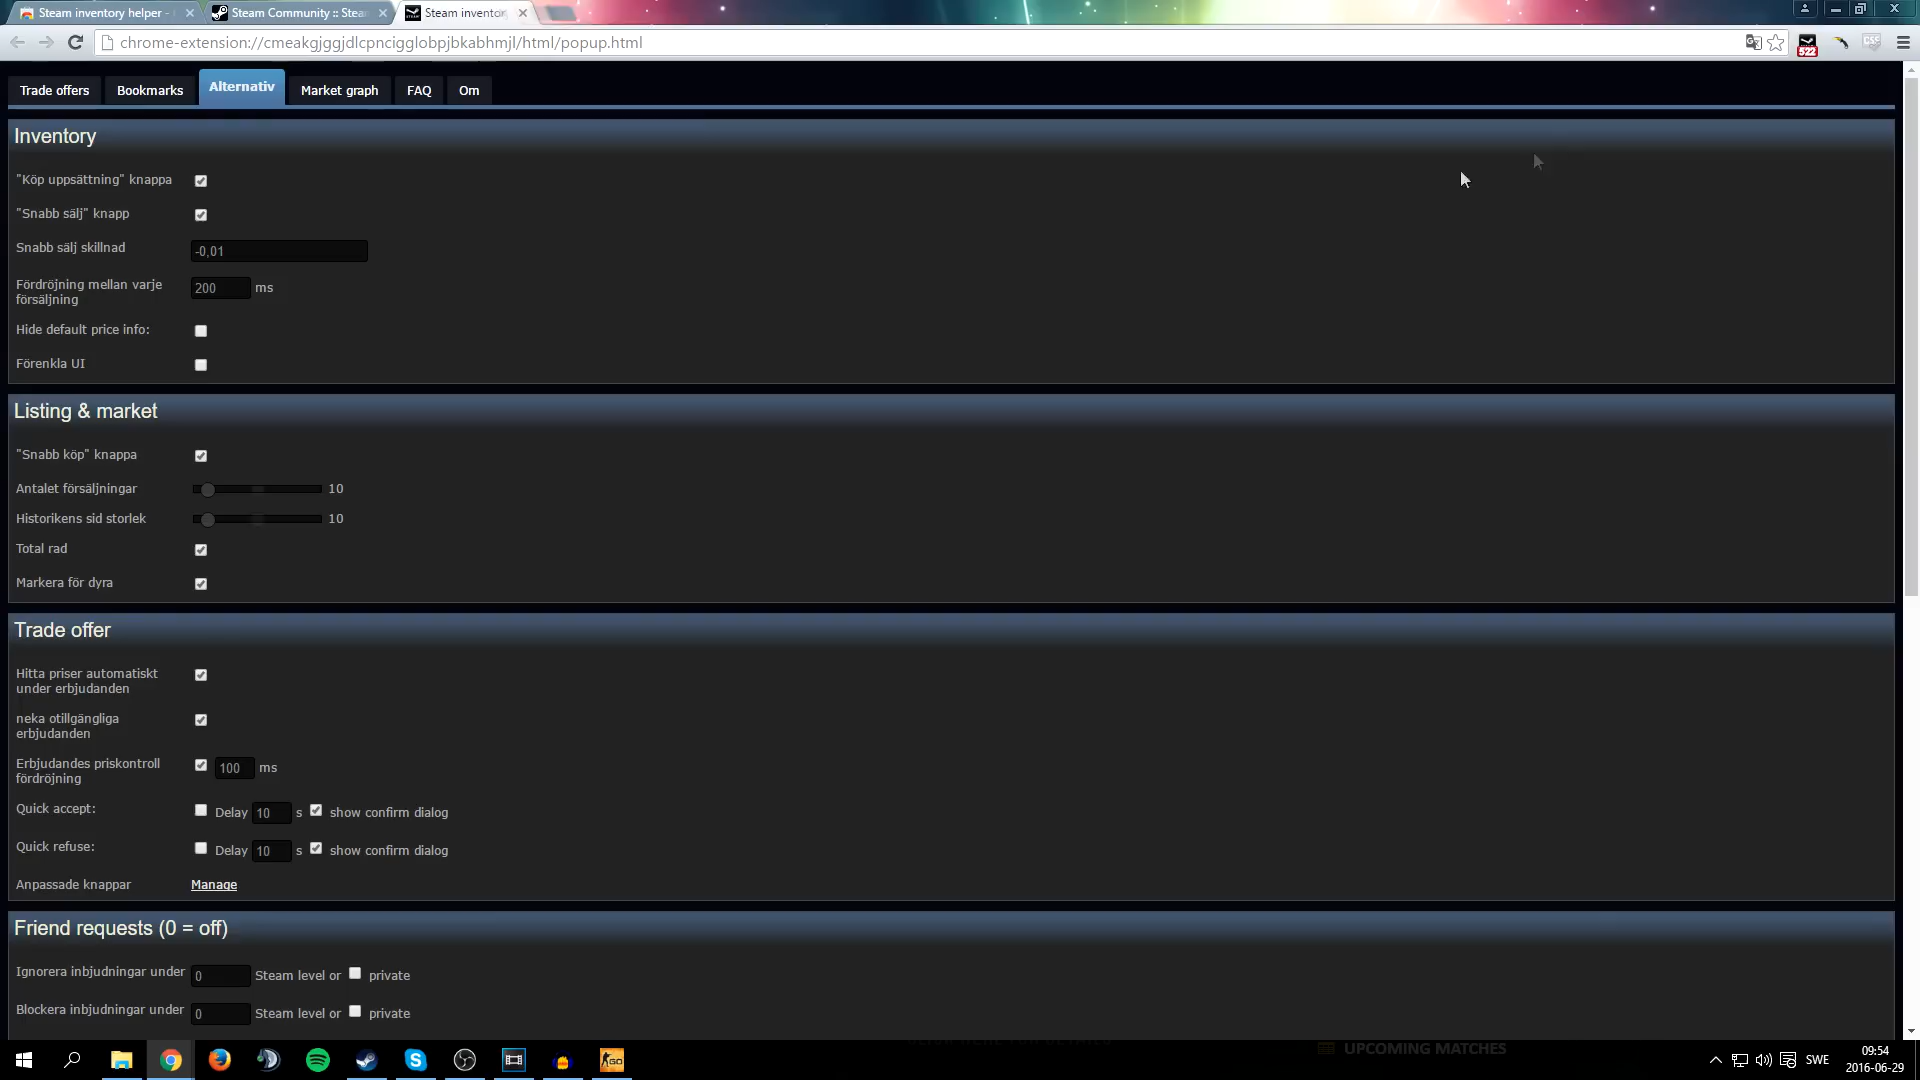 Steam inventory helper -
Steam Community :: Stea
Steam inventor
chrome-extension://cmeakgjggjdlcpncigglobpjbkabhmjl/html/popup.html
522
Trade offers
Bookmarks
Alternativ
Market graph
FAQ
Om
Inventory
"Köp uppsättning" knappa
"Snabb sälj" knapp
Snabb sälj skillnad
-0,01
Fördröjning mellan varje
försäljning
200 ms
Hide default price info:
Förenkla UI
Listing & market
"Snabb köp" knappa
Antalet försäljningar
10
Historikens sid storlek
10
Total rad
Markera för dyra
Trade offer
Hitta priser automatiskt
under erbjudanden
neka otillgängliga
erbjudanden
Erbjudandes priskontroll
fördröjning
100 ms
Quick accept:
Delay 10 s show confirm dialog
Quick refuse:
Delay 10 s show confirm dialog
Anpassade knappar
Manage
Friend requests (0 = off)
Ignorera inbjudningar under 0 Steam level or private
Blockera inbjudningar under 0 Steam level or private
UPCOMING MATCHES
SWE
09:54
2016-06-29